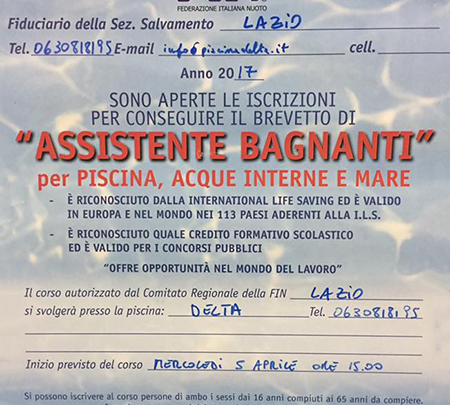 FEDERAZIONE ITALIANA NUOTO
Fiduciario della Sez. Salvamento LAZIO
Tel. 0630818195 E-mail info@piscinadelta.it cell.
Anno 2017
SONO APERTE LE ISCRIZIONI
PER CONSEGUIRE IL BREVETTO DI
"ASSISTENTE BAGNANTI"
per PISCINA, ACQUE INTERNE E MARE
- È RICONOSCIUTO DALLA INTERNATIONAL LIFE SAVING ED È VALIDO
IN EUROPA E NEL MONDO NEI 113 PAESI ADERENTI ALLA I.L.S.
- È RICONOSCIUTO QUALE CREDITO FORMATIVO SCOLASTICO
ED È VALIDO PER I CONCORSI PUBBLICI
"OFFRE OPPORTUNITÀ NEL MONDO DEL LAVORO"
Il corso autorizzato dal Comitato Regionale della FIN LAZIO
si svolgerà presso la piscina: DELTA Tel. 0630818195
Inizio previsto del corso MERCOLEDI 5 APRILE ORE 15.00
Si possono iscrivere al corso persone di ambo i sessi dai 16 anni compiuti ai 65 anni da compiere.